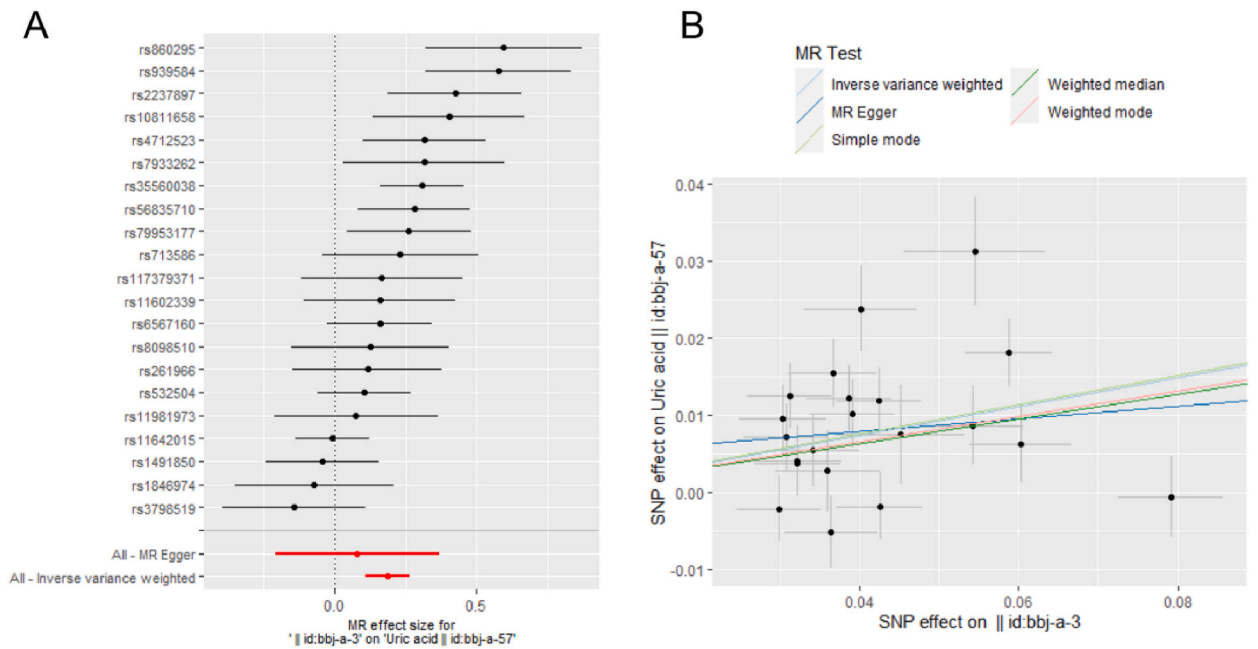 A
rs860295
rs939584
rs2237897
rs10811658
rs4712523
rs7933262
rs35560038
rs56835710
rs79953177
rs713586
rs117379371
rs11602339
rs6567160
rs8098510
rs261966
rs532504
rs11981973
rs11642015
rs1491850
rs1846974
rs3798519
All - MR Egger
All - Inverse variance weighted
0.0 0.5
MR effect size for
' || id:bbj-a-3' on 'Uric acid || id:bbj-a-57'
B
MR Test
Inverse variance weighted
MR Egger
Simple mode
Weighted median
Weighted mode
SNP effect on Uric acid || id:bbj-a-57
0.04
0.03
0.02
0.01
0.00
-0.01
0.04 0.06 0.08
SNP effect on || id:bbj-a-3